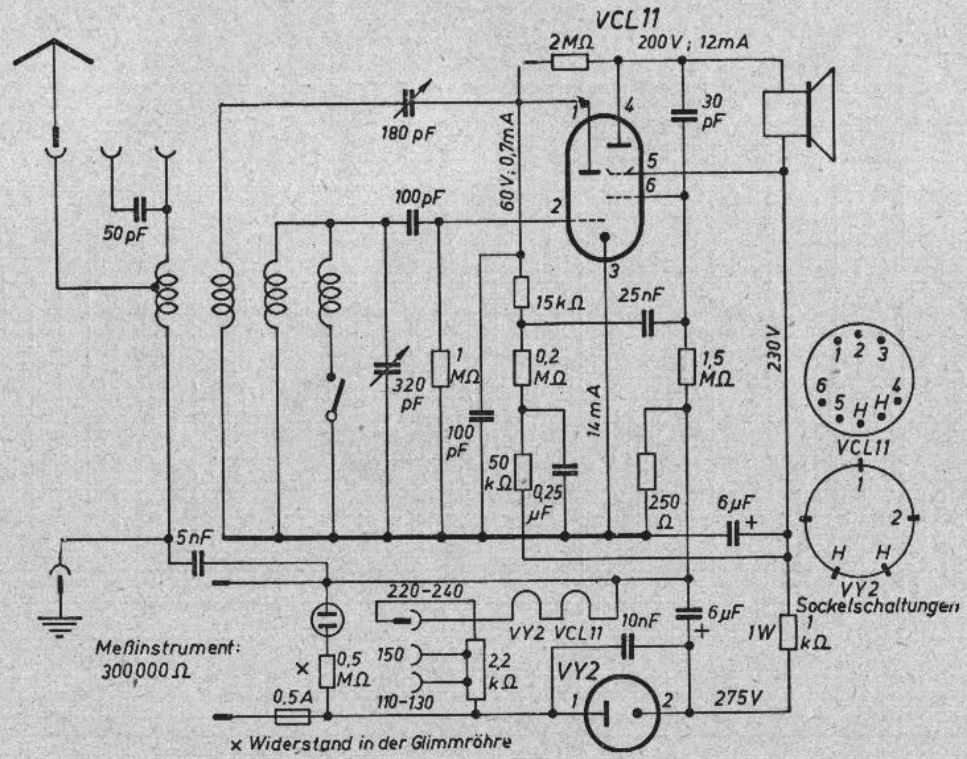 VCL11
2MΩ
200V; 12mA
180 pF
1
4
30
pF
60V; 0,7mA
5
6
50pF
100pF
2
3
15kΩ
25nF
230V
1
MΩ
320
pF
0,2
MΩ
1,5
MΩ
1 2 3
6 4
5 H H
VCL11
100
pF
50
kΩ
0,25
µF
14mA
250
Ω
6µF
+
1
2
H H
VY2
Sockelschaltungen
5nF
220-240
VY2 VCL11
10nF
6µF
+
1W
1
kΩ
Meßinstrument:
300000Ω
×
0,5
MΩ
150
2,2
kΩ
VY2
0,5A
110-130
1
2
275V
× Widerstand in der Glimmröhre